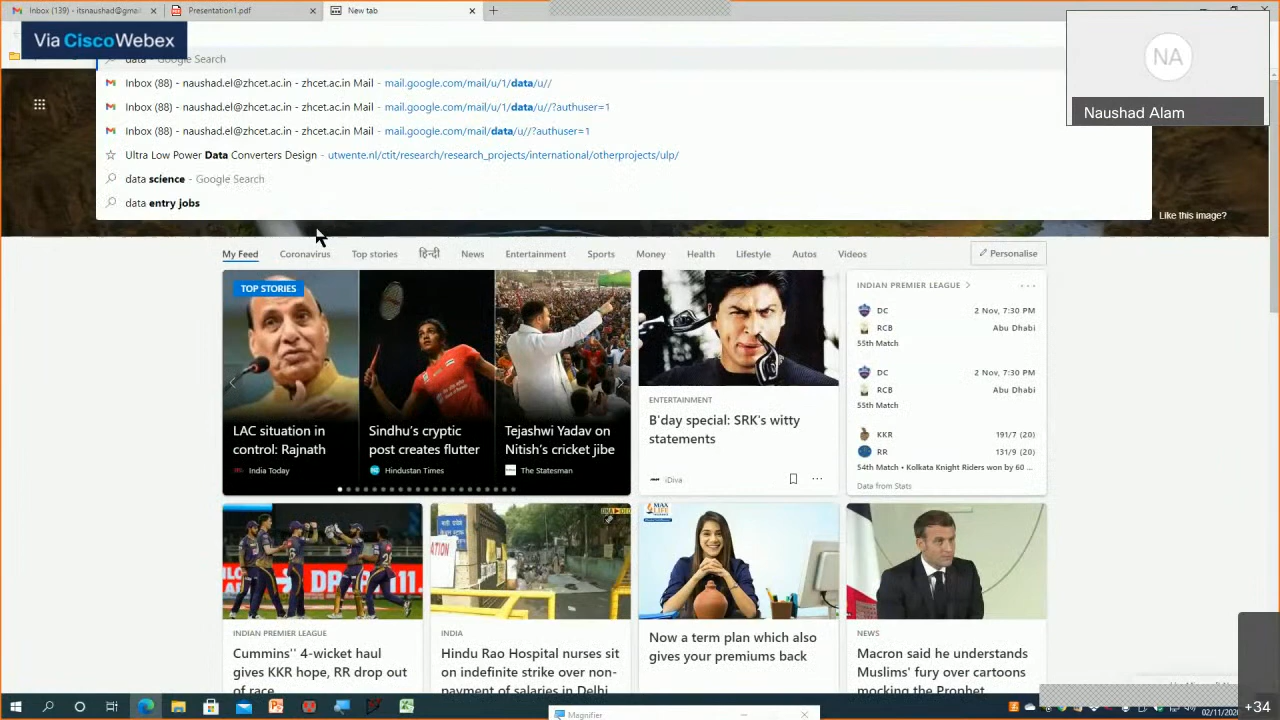 Inbox (139) - itsnaushad@gma
Presentation1.pdf
New tab
Via CiscoWebex
data - Google Search
Inbox (88) - naushad.el@zhcet.ac.in - zhcet.ac.in Mail - mail.google.com/mail/u/1/data/u//
Inbox (88) - naushad.el@zhcet.ac.in - zhcet.ac.in Mail - mail.google.com/mail/u/1/data/u//?authuser=1
Inbox (88) - naushad.el@zhcet.ac.in - zhcet.ac.in Mail - mail.google.com/mail/data/u//?authuser=1
Ultra Low Power Data Converters Design - utwente.nl/ctit/research/research_projects/international/otherprojects/ulp/
data science - Google Search
data entry jobs
NA
Naushad Alam
Like this image?
My Feed Coronavirus Top stories हिन्दी News Entertainment Sports Money Health Lifestyle Autos Videos
Personalise
TOP STORIES
LAC situation in
control: Rajnath
India Today
Sindhu's cryptic
post creates flutter
Hindustan Times
Tejashwi Yadav on
Nitish's cricket jibe
The Statesman
ENTERTAINMENT
B'day special: SRK's witty
statements
iDiva
INDIAN PREMIER LEAGUE
DC 2 Nov, 7:30 PM
RCB Abu Dhabi
55th Match
DC 2 Nov, 7:30 PM
RCB Abu Dhabi
55th Match
KKR 191/7 (20)
RR 131/9 (20)
54th Match • Kolkata Knight Riders won by 60 ...
Data from Stats
INDIAN PREMIER LEAGUE
Cummins'' 4-wicket haul
gives KKR hope, RR drop out
of race
INDIA
Hindu Rao Hospital nurses sit
on indefinite strike over non-
payment of salaries in Delhi
MAX
LIFE
Now a term plan which also
gives your premiums back
NEWS
Macron said he understands
Muslims' fury over cartoons
mocking the Prophet
Magnifier
02/11/2020
+34